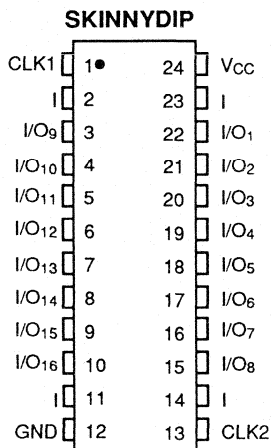 SKINNYDIP
CLK1 1 24 VCC
I 2 23 I
I/O9 3 22 I/O1
I/O10 4 21 I/O2
I/O11 5 20 I/O3
I/O12 6 19 I/O4
I/O13 7 18 I/O5
I/O14 8 17 I/O6
I/O15 9 16 I/O7
I/O16 10 15 I/O8
I 11 14 I
GND 12 13 CLK2